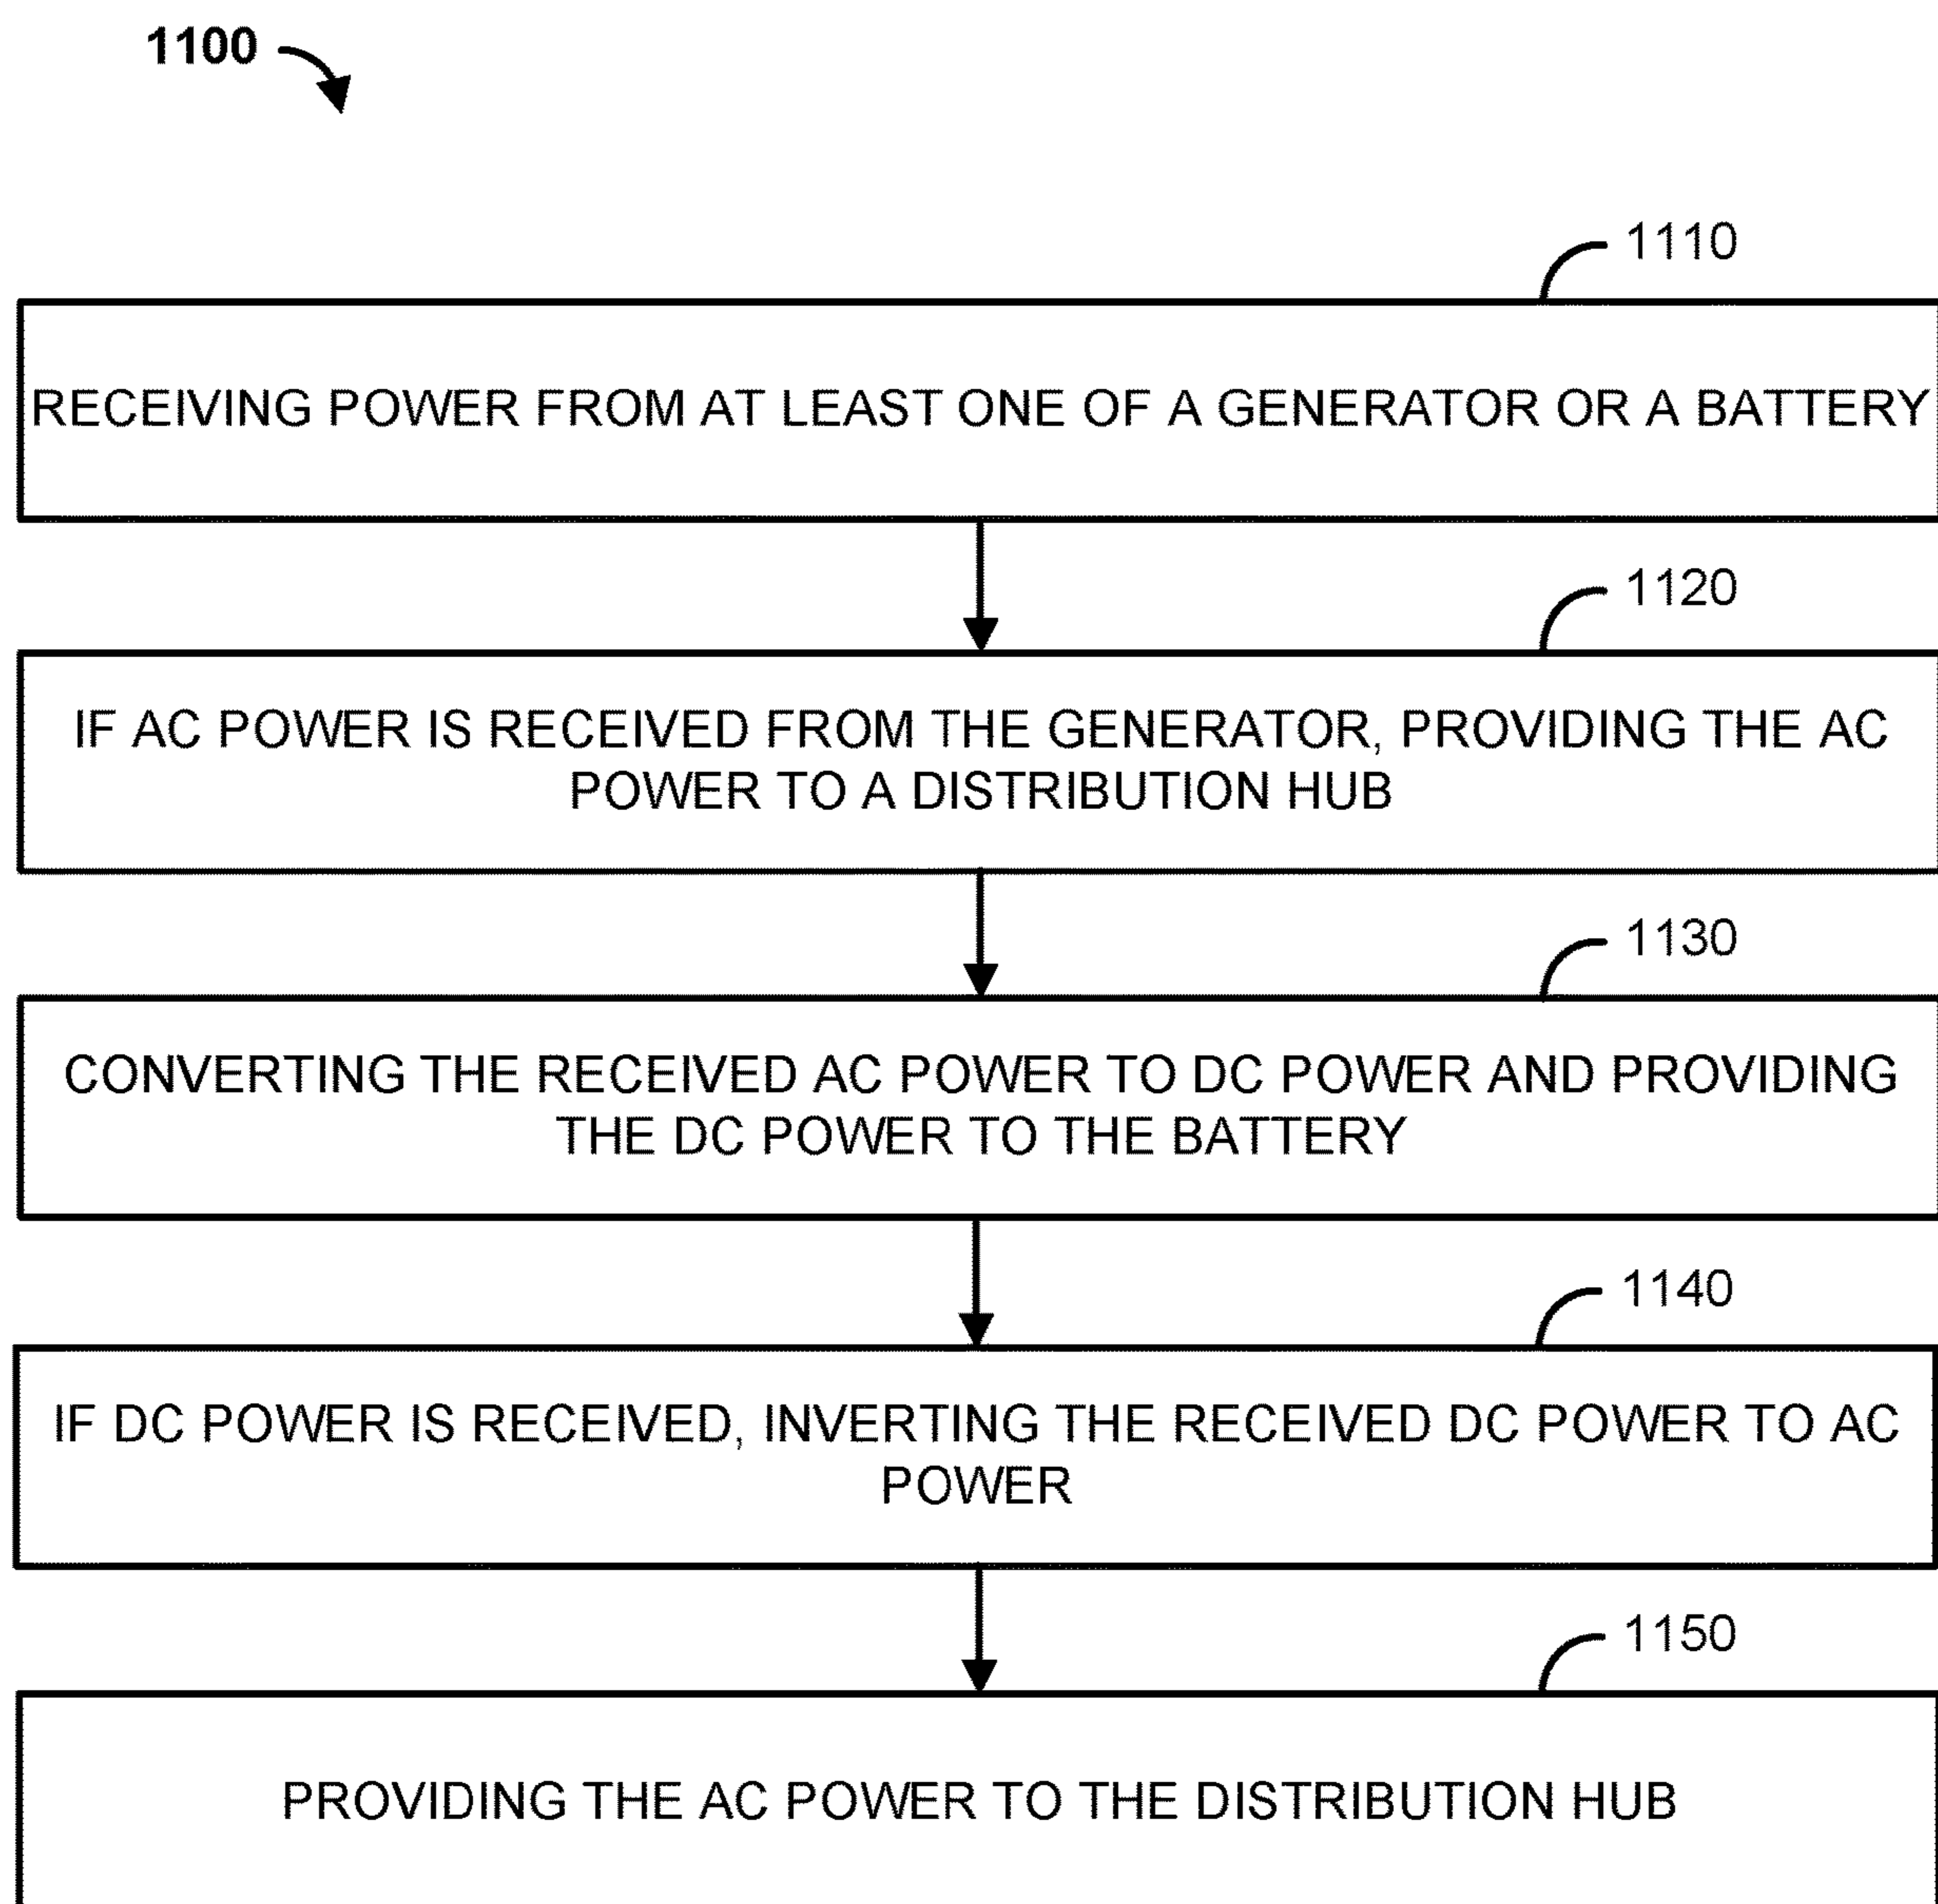 1100
1110
RECEIVING POWER FROM AT LEAST ONE OF A GENERATOR OR A BATTERY
1120
IF AC POWER IS RECEIVED FROM THE GENERATOR, PROVIDING THE AC
POWER TO A DISTRIBUTION HUB
1130
CONVERTING THE RECEIVED AC POWER TO DC POWER AND PROVIDING
THE DC POWER TO THE BATTERY
1140
IF DC POWER IS RECEIVED, INVERTING THE RECEIVED DC POWER TO AC
POWER
1150
PROVIDING THE AC POWER TO THE DISTRIBUTION HUB